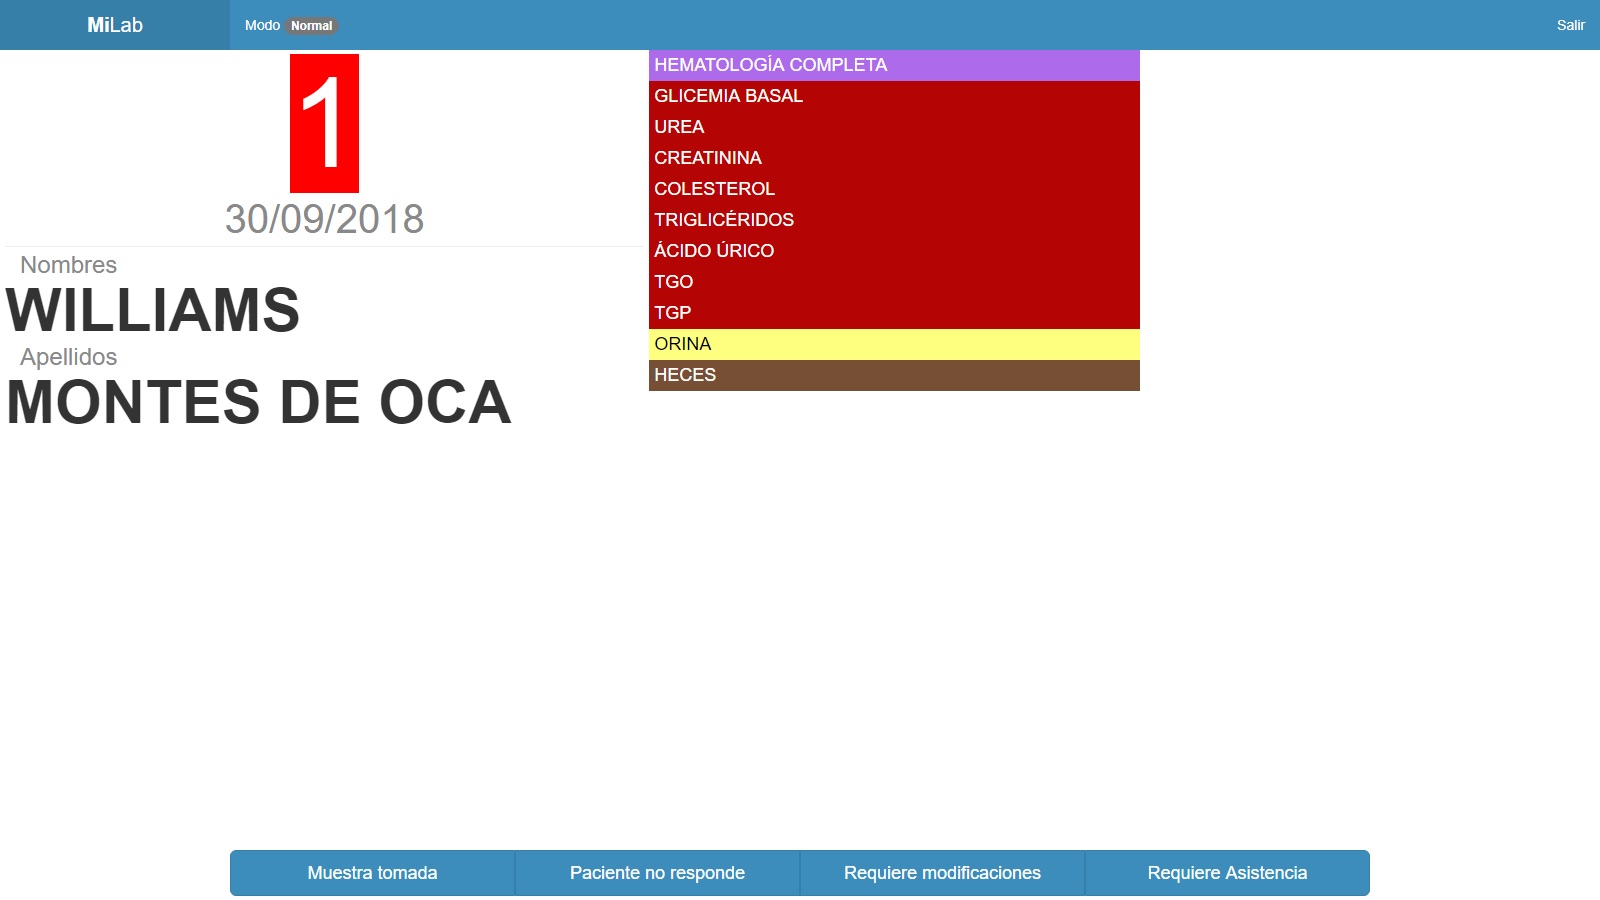 MiLab
Modo Normal
Salir
1
30/09/2018
Nombres
WILLIAMS
Apellidos
MONTES DE OCA
HEMATOLOGÍA COMPLETA
GLICEMIA BASAL
UREA
CREATININA
COLESTEROL
TRIGLICÉRIDOS
ÁCIDO ÚRICO
TGO
TGP
ORINA
HECES
Muestra tomada
Paciente no responde
Requiere modificaciones
Requiere Asistencia